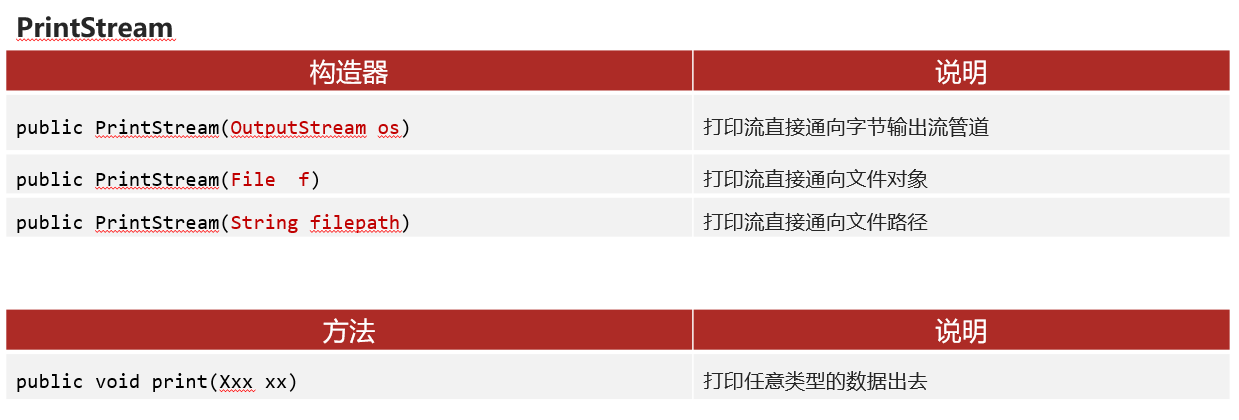 PrintStream
构造器 说明
public PrintStream(OutputStream os) 打印流直接通向字节输出流管道
public PrintStream(File  f) 打印流直接通向文件对象
public PrintStream(String filepath) 打印流直接通向文件路径
方法 说明
public void print(Xxx xx) 打印任意类型的数据出去